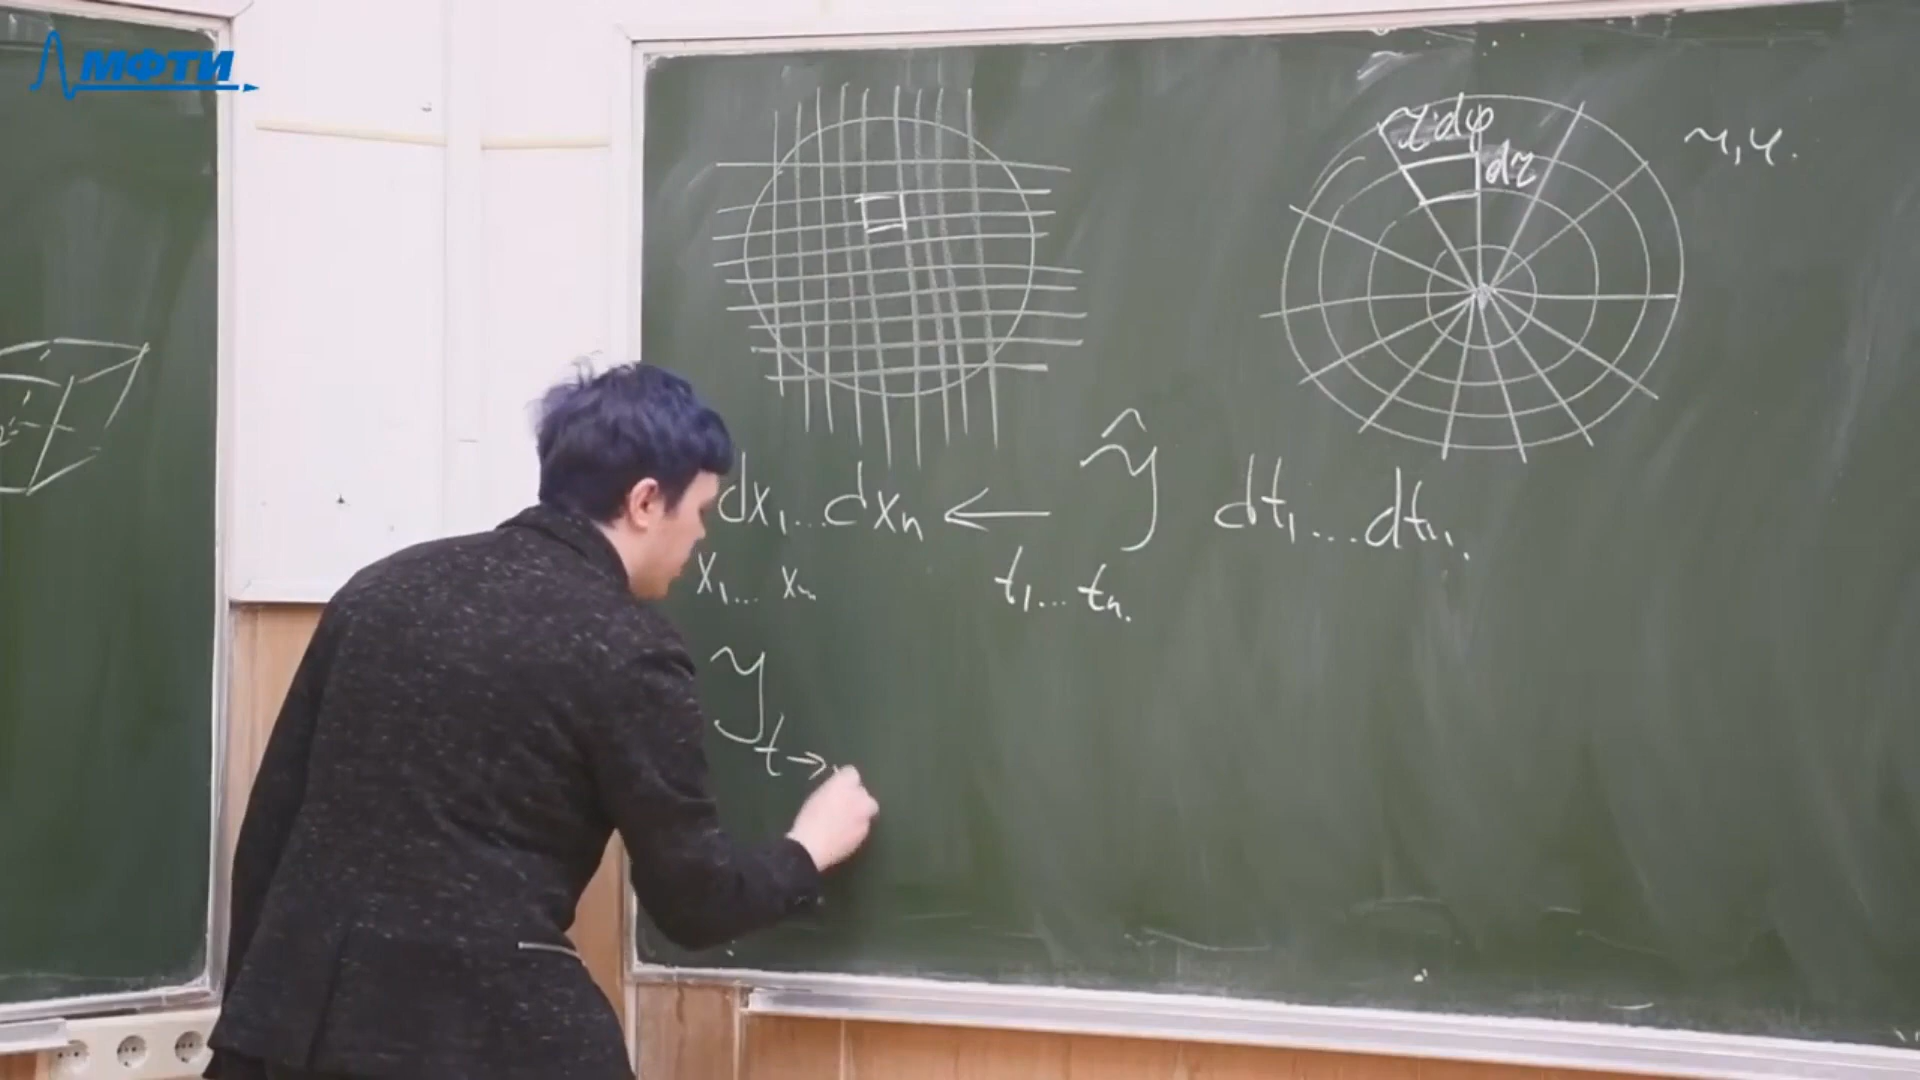 МФТИ
r·dφ
dr
r, φ.
dx₁...dxₙ ← Ĵ dt₁...dtₙ.
x₁... xₙ
t₁... tₙ.
J t→